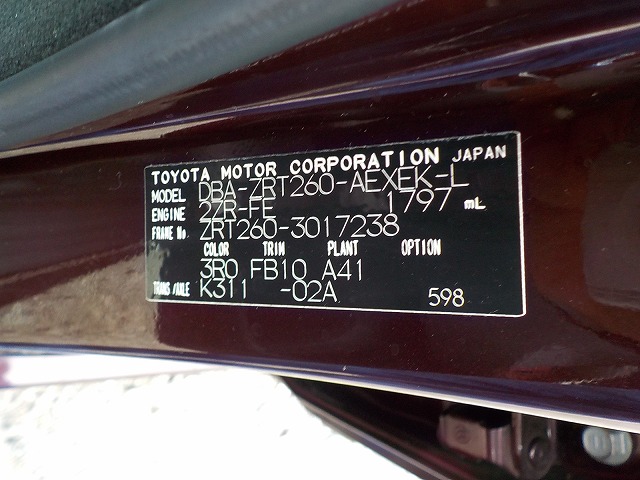 TOYOTA MOTOR CORPORATION JAPAN
MODEL DBA-ZRT260-AEXEK-L
ENGINE 2ZR-FE 1797 mL
FRAME No. ZRT260-3017238
COLOR TRIM PLANT OPTION
3R0 FB10 A41
TRANS/AXLE K311 -02A 598